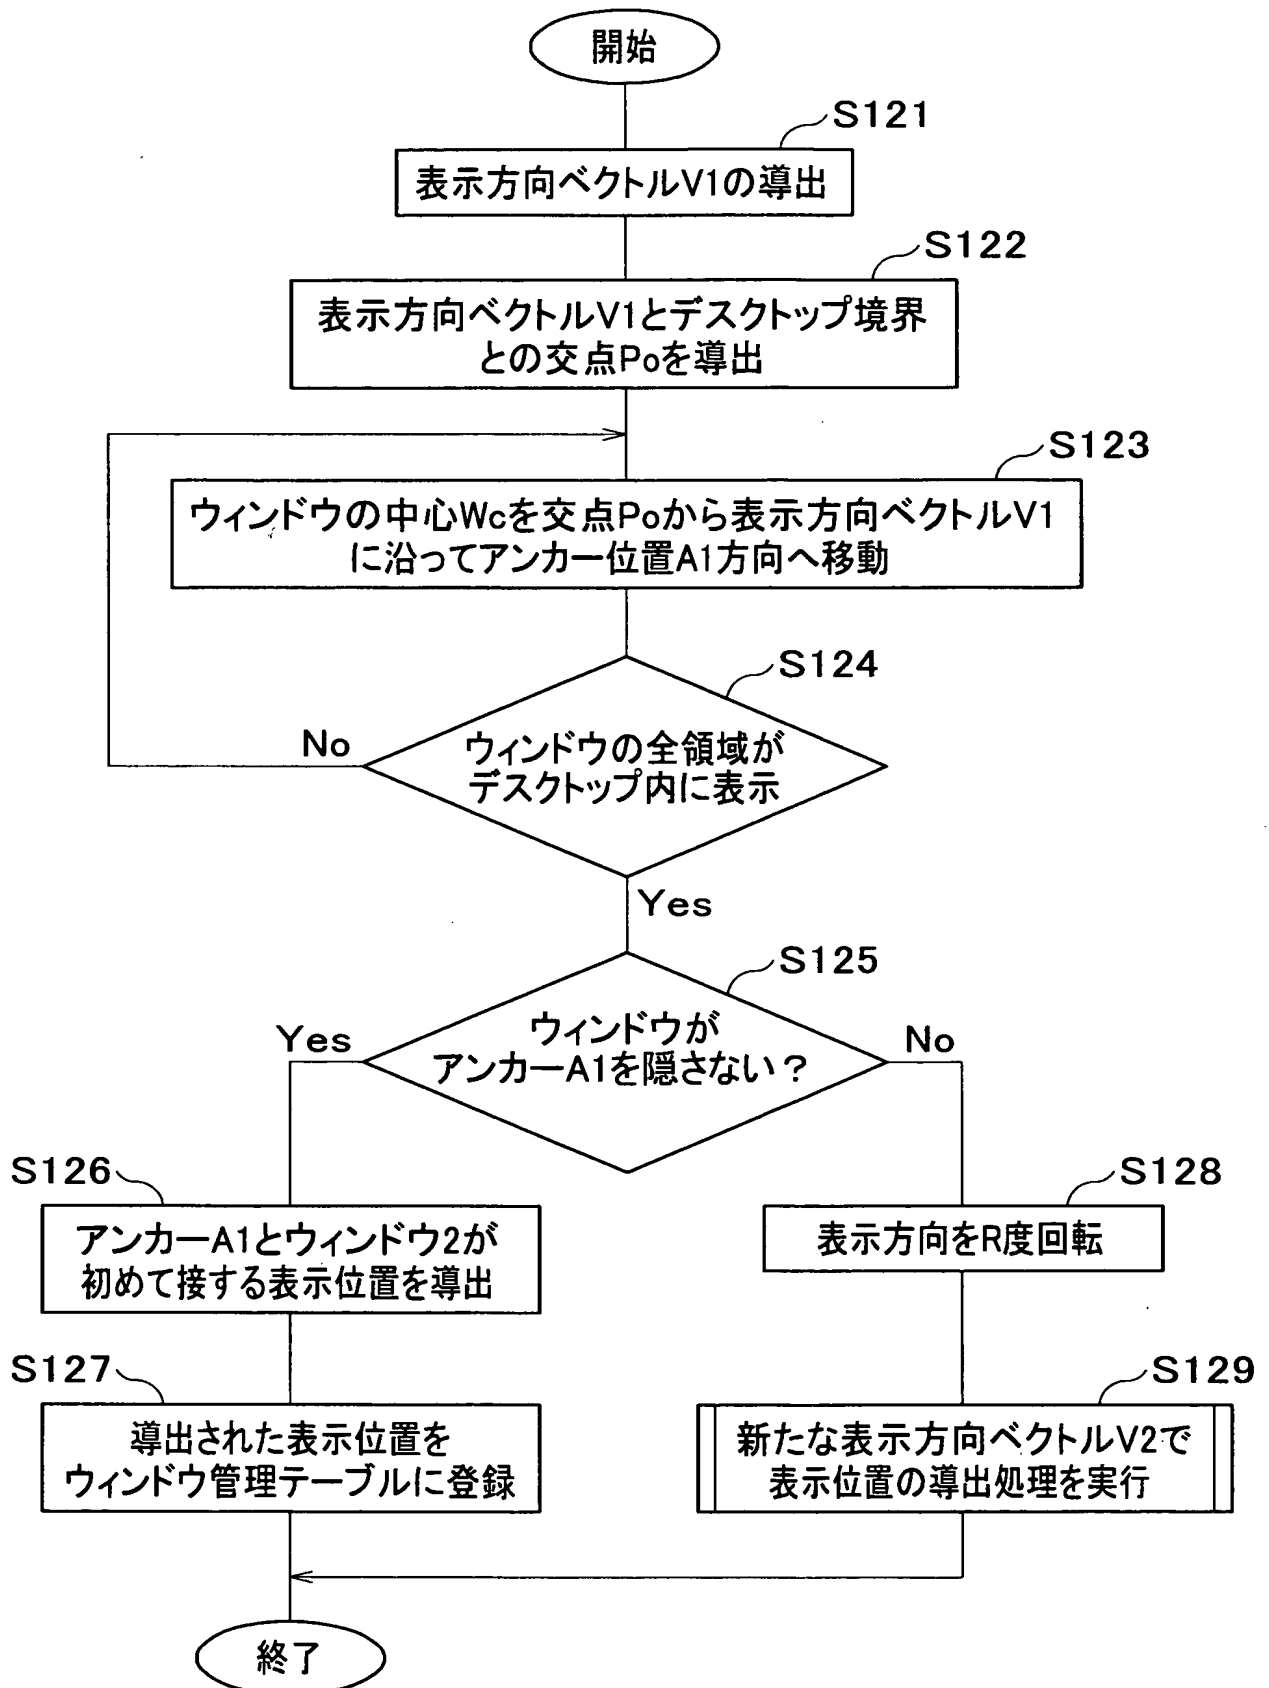 開始
S121
表示方向ベクトルV1の導出
S122
表示方向ベクトルV1とデスクトップ境界
との交点Poを導出
S123
ウィンドウの中心Wcを交点Poから表示方向ベクトルV1
に沿ってアンカー位置A1方向へ移動
S124
No
ウィンドウの全領域が
デスクトップ内に表示
Yes
S125
Yes
ウィンドウが
アンカーA1を隠さない？
No
S126
アンカーA1とウィンドウ2が
初めて接する表示位置を導出
S128
表示方向をR度回転
S127
導出された表示位置を
ウィンドウ管理テーブルに登録
S129
新たな表示方向ベクトルV2で
表示位置の導出処理を実行
終了